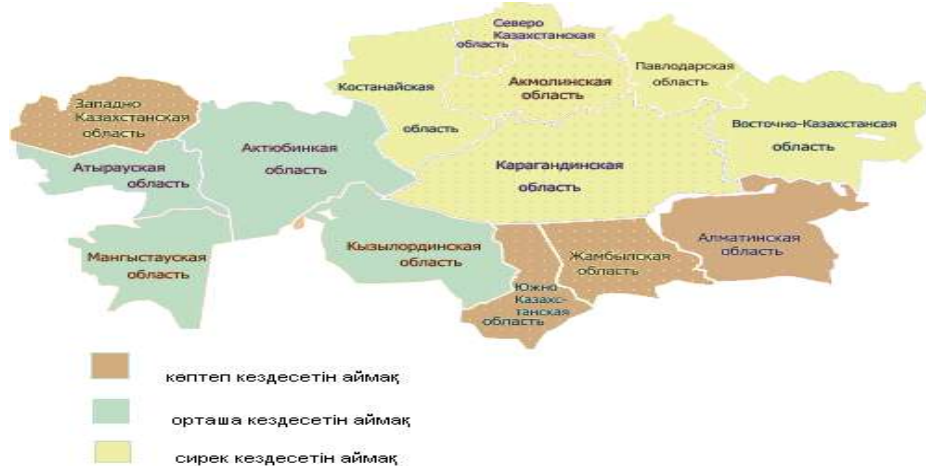 Северо
Казахстанская
область
Костанайская
область
Акмолинская
область
Павлодарская
область
Западно
Казахстанская
область
Актюбинкая
область
Восточно-Казахстансая
область
Атырауская
область
Карагандинская
область
Мангыстауская
область
Кызылординская
область
Жамбылская
область
Алматинская
область
Южно
Казахс-
танская
область
көптеп кездесетін аймақ
орташа кездесетін аймақ
сирек кездесетін аймақ